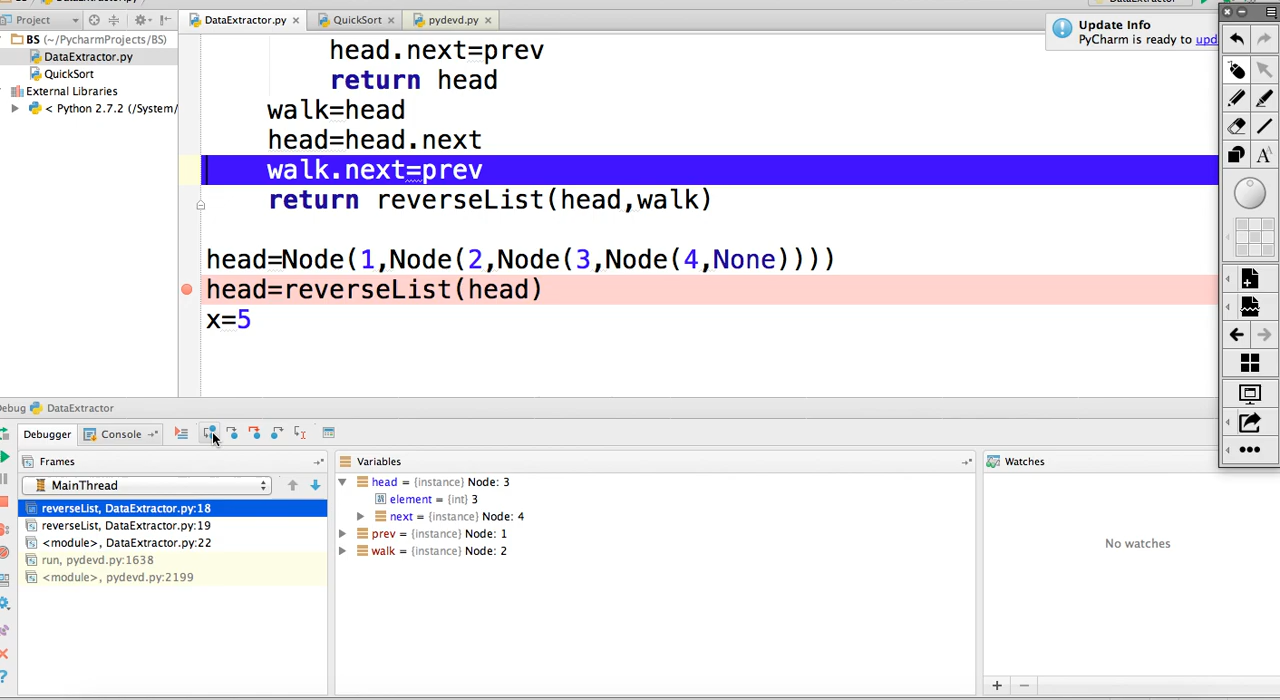 DataExtractor.py
Project
DataExtractor.py
QuickSort
pydevd.py
Update Info
PyCharm is ready to upd
BS (~/PycharmProjects/BS)
DataExtractor.py
QuickSort
External Libraries
< Python 2.7.2 (/System/
head.next=prev
return head
walk=head
head=head.next
walk.next=prev
return reverseList(head,walk)
head=Node(1,Node(2,Node(3,Node(4,None))))
head=reverseList(head)
x=5
ebug DataExtractor
Debugger
Console
Frames
Variables
Watches
MainThread
reverseList, DataExtractor.py:18
reverseList, DataExtractor.py:19
<module>, DataExtractor.py:22
run, pydevd.py:1638
<module>, pydevd.py:2199
head = {instance} Node: 3
element = {int} 3
next = {instance} Node: 4
prev = {instance} Node: 1
walk = {instance} Node: 2
No watches